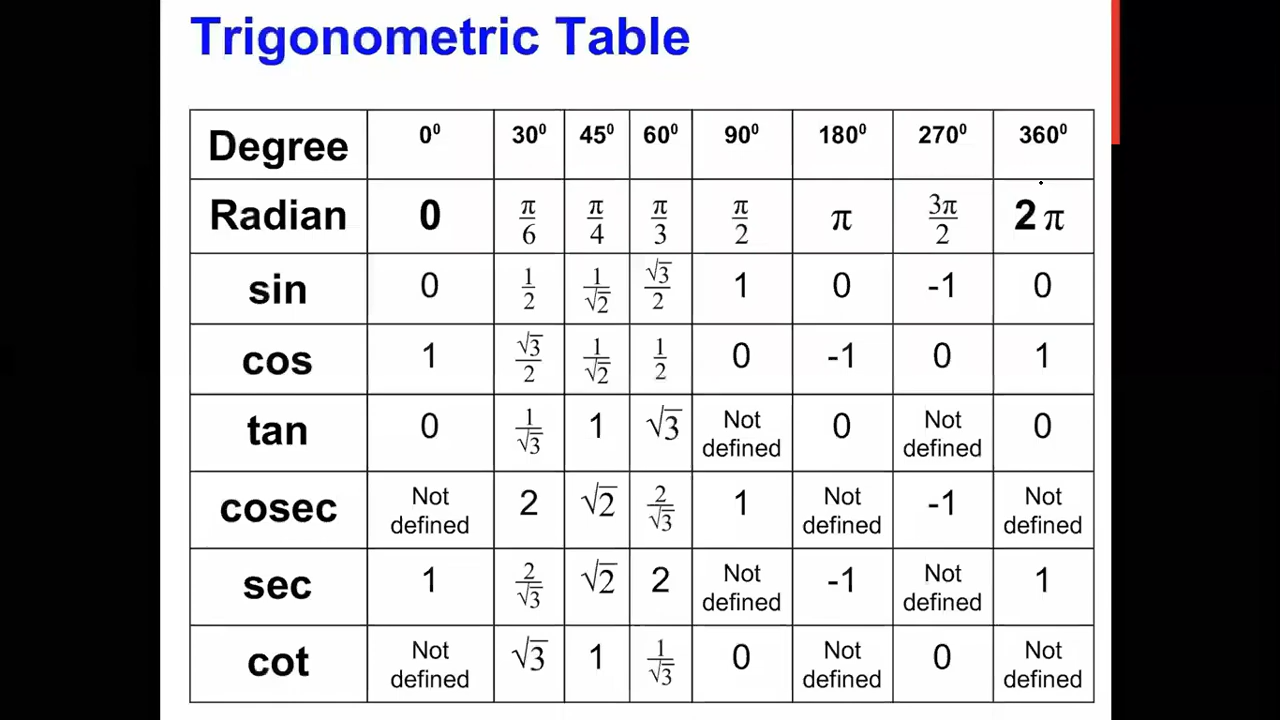 Trigonometric Table
Degree 0⁰ 30⁰ 45⁰ 60⁰ 90⁰ 180⁰ 270⁰ 360⁰
Radian 0 π/6 π/4 π/3 π/2 π 3π/2 2π
sin 0 1/2 1/√2 √3/2 1 0 -1 0
cos 1 √3/2 1/√2 1/2 0 -1 0 1
tan 0 1/√3 1 √3 Not defined 0 Not defined 0
cosec Not defined 2 √2 2/√3 1 Not defined -1 Not defined
sec 1 2/√3 √2 2 Not defined -1 Not defined 1
cot Not defined √3 1 1/√3 0 Not defined 0 Not defined